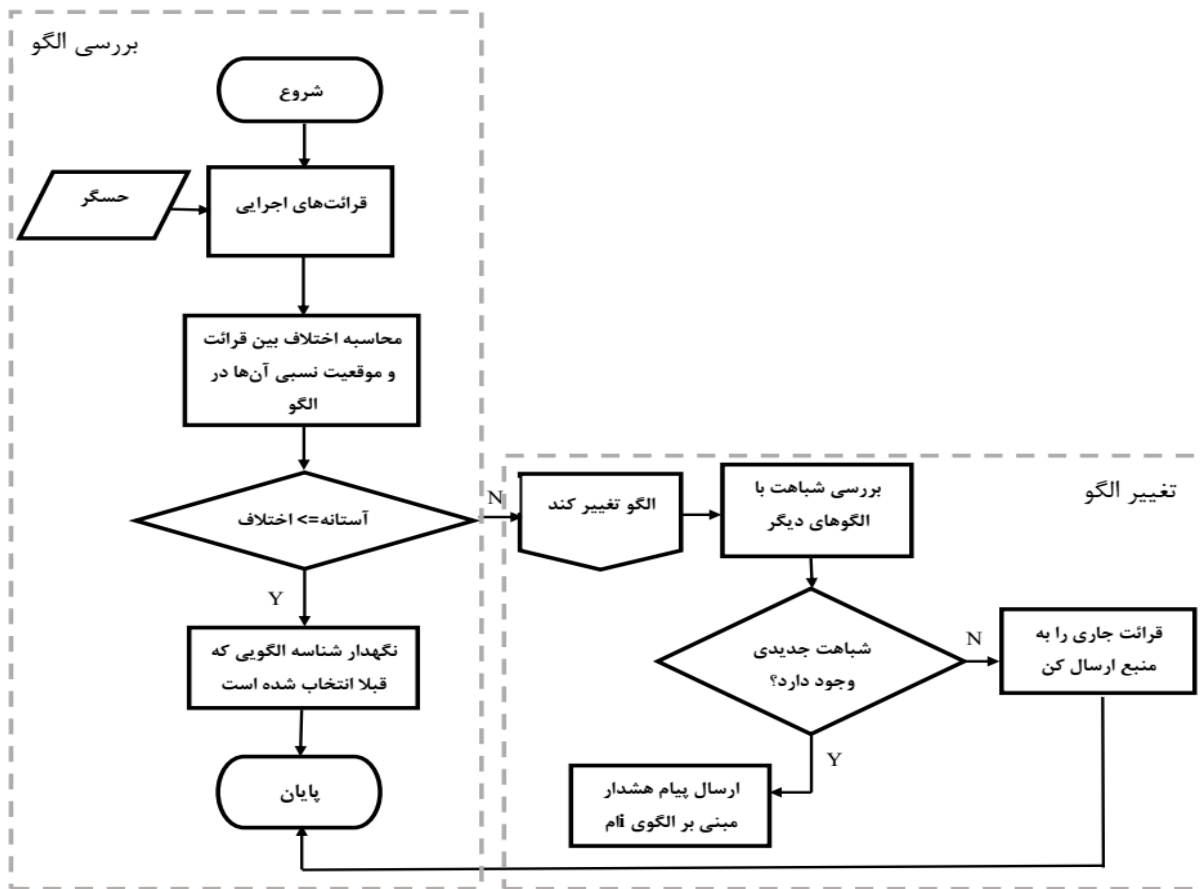 بررسی الگو
شروع
حسگر
قرائت‌های اجرایی
محاسبه اختلاف بین قرائت
و موقعیت نسبی آن‌ها در
الگو
آستانه=> اختلاف
N
Y
نگهدار شناسه الگویی که
قبلا انتخاب شده است
پایان
تغییر الگو
الگو تغییر کند
بررسی شباهت با
الگوهای دیگر
شباهت جدیدی
وجود دارد؟
N
قرائت جاری را به
منبع ارسال کن
Y
ارسال پیام هشدار
مبنی بر الگوی iام